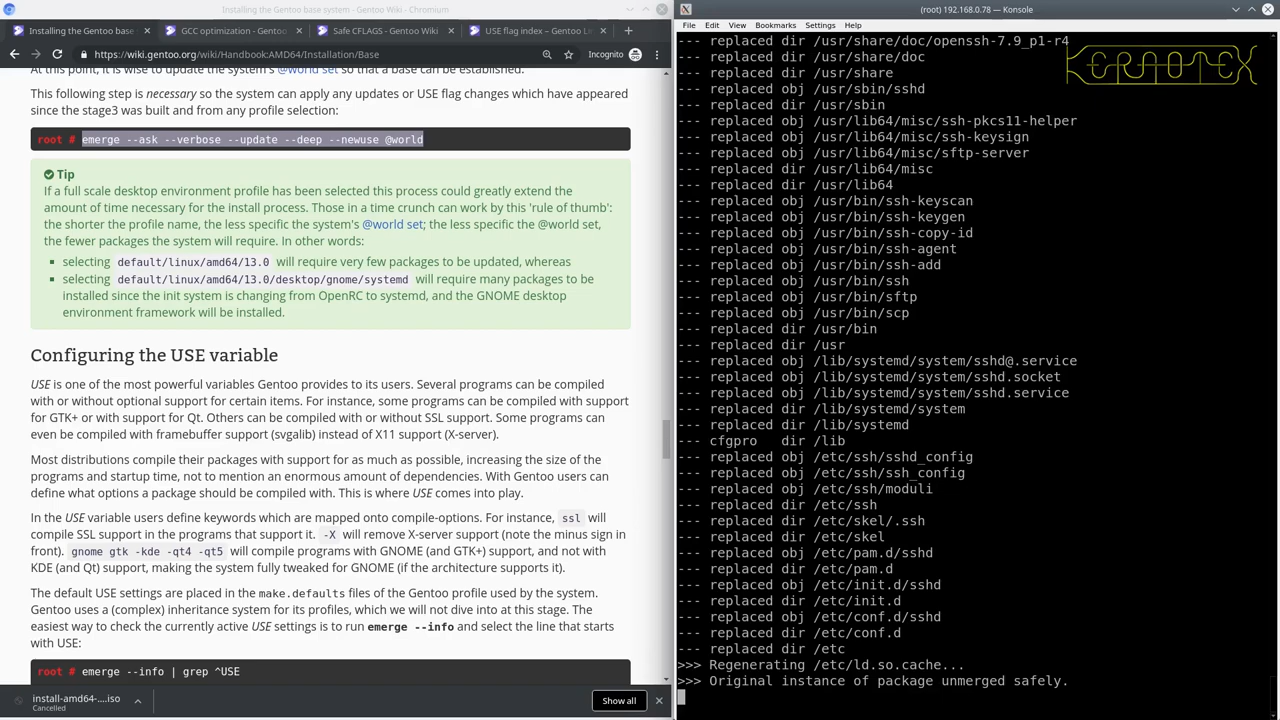 Installing the Gentoo base system - Gentoo Wiki - Chromium
Installing the Gentoo base
GCC optimization - Gentoo
Safe CFLAGS - Gentoo Wiki
USE flag index – Gentoo Li
https://wiki.gentoo.org/wiki/Handbook:AMD64/Installation/Base
Incognito
At this point, it is wise to update the system's @world set so that a base can be established.
This following step is necessary so the system can apply any updates or USE flag changes which have appeared
since the stage3 was built and from any profile selection:
root # emerge --ask --verbose --update --deep --newuse @world
Tip
If a full scale desktop environment profile has been selected this process could greatly extend the
amount of time necessary for the install process. Those in a time crunch can work by this 'rule of thumb':
the shorter the profile name, the less specific the system's @world set; the less specific the @world set,
the fewer packages the system will require. In other words:
selecting default/linux/amd64/13.0 will require very few packages to be updated, whereas
selecting default/linux/amd64/13.0/desktop/gnome/systemd will require many packages to be
installed since the init system is changing from OpenRC to systemd, and the GNOME desktop
environment framework will be installed.
Configuring the USE variable
USE is one of the most powerful variables Gentoo provides to its users. Several programs can be compiled
with or without optional support for certain items. For instance, some programs can be compiled with support
for GTK+ or with support for Qt. Others can be compiled with or without SSL support. Some programs can
even be compiled with framebuffer support (svgalib) instead of X11 support (X-server).
Most distributions compile their packages with support for as much as possible, increasing the size of the
programs and startup time, not to mention an enormous amount of dependencies. With Gentoo users can
define what options a package should be compiled with. This is where USE comes into play.
In the USE variable users define keywords which are mapped onto compile-options. For instance, ssl will
compile SSL support in the programs that support it. -X will remove X-server support (note the minus sign in
front). gnome gtk -kde -qt4 -qt5 will compile programs with GNOME (and GTK+) support, and not with
KDE (and Qt) support, making the system fully tweaked for GNOME (if the architecture supports it).
The default USE settings are placed in the make.defaults files of the Gentoo profile used by the system.
Gentoo uses a (complex) inheritance system for its profiles, which we will not dive into at this stage. The
easiest way to check the currently active USE settings is to run emerge --info and select the line that starts
with USE:
root # emerge --info | grep ^USE
install-amd64-....iso
Cancelled
Show all
(root) 192.168.0.78 — Konsole
File Edit View Bookmarks Settings Help
--- replaced dir /usr/share/doc/openssh-7.9_p1-r4
--- replaced dir /usr/share/doc
--- replaced dir /usr/share
--- replaced obj /usr/sbin/sshd
--- replaced dir /usr/sbin
--- replaced obj /usr/lib64/misc/ssh-pkcs11-helper
--- replaced obj /usr/lib64/misc/ssh-keysign
--- replaced obj /usr/lib64/misc/sftp-server
--- replaced dir /usr/lib64/misc
--- replaced dir /usr/lib64
--- replaced obj /usr/bin/ssh-keyscan
--- replaced obj /usr/bin/ssh-keygen
--- replaced obj /usr/bin/ssh-copy-id
--- replaced obj /usr/bin/ssh-agent
--- replaced obj /usr/bin/ssh-add
--- replaced obj /usr/bin/ssh
--- replaced obj /usr/bin/sftp
--- replaced obj /usr/bin/scp
--- replaced dir /usr/bin
--- replaced dir /usr
--- replaced obj /lib/systemd/system/sshd@.service
--- replaced obj /lib/systemd/system/sshd.socket
--- replaced obj /lib/systemd/system/sshd.service
--- replaced dir /lib/systemd/system
--- replaced dir /lib/systemd
--- cfgpro dir /lib
--- replaced obj /etc/ssh/sshd_config
--- replaced obj /etc/ssh/ssh_config
--- replaced obj /etc/ssh/moduli
--- replaced dir /etc/ssh
--- replaced dir /etc/skel/.ssh
--- replaced dir /etc/skel
--- replaced obj /etc/pam.d/sshd
--- replaced dir /etc/pam.d
--- replaced obj /etc/init.d/sshd
--- replaced dir /etc/init.d
--- replaced obj /etc/conf.d/sshd
--- replaced dir /etc/conf.d
--- replaced dir /etc
>>> Regenerating /etc/ld.so.cache...
>>> Original instance of package unmerged safely.